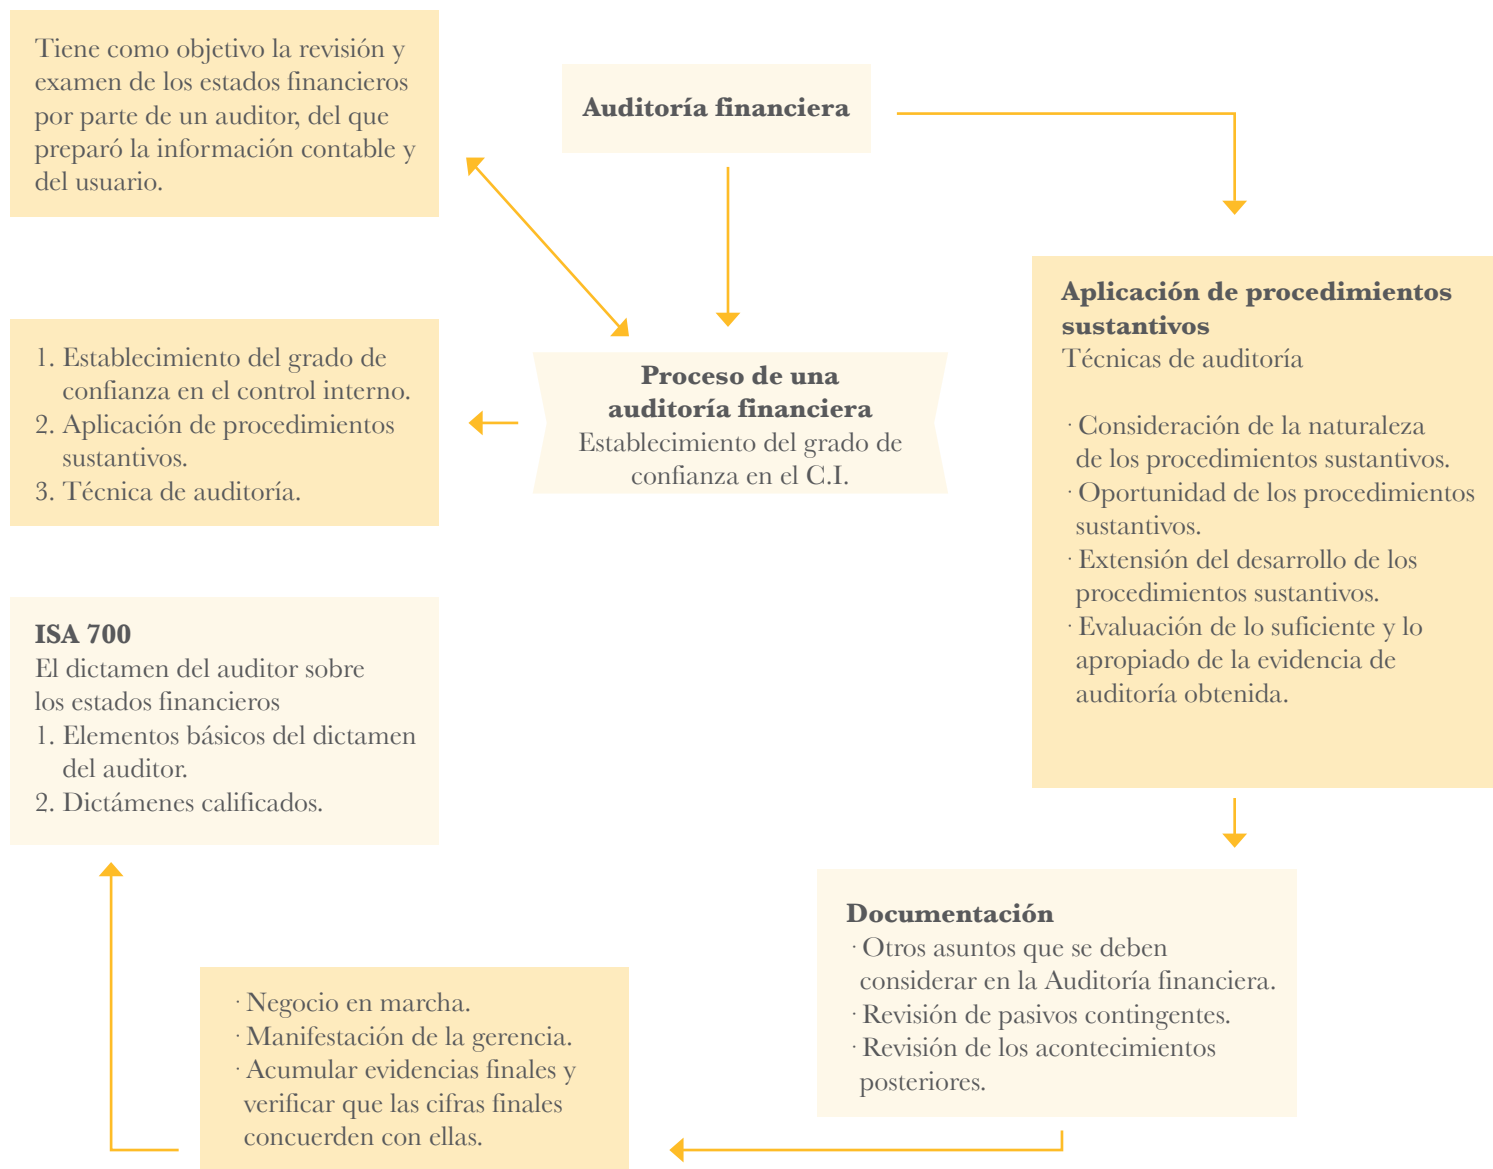 Tiene como objetivo la revisión y
examen de los estados financieros
por parte de un auditor, del que
preparó la información contable y
del usuario.
Auditoría financiera
1. Establecimiento del grado de
confianza en el control interno.
2. Aplicación de procedimientos
sustantivos.
3. Técnica de auditoría.
Proceso de una
auditoría financiera
Establecimiento del grado de
confianza en el C.I.
Aplicación de procedimientos
sustantivos
Técnicas de auditoría
· Consideración de la naturaleza
de los procedimientos sustantivos.
· Oportunidad de los procedimientos
sustantivos.
· Extensión del desarrollo de los
procedimientos sustantivos.
· Evaluación de lo suficiente y lo
apropiado de la evidencia de
auditoría obtenida.
ISA 700
El dictamen del auditor sobre
los estados financieros
1. Elementos básicos del dictamen
del auditor.
2. Dictámenes calificados.
Documentación
· Otros asuntos que se deben
considerar en la Auditoría financiera.
· Revisión de pasivos contingentes.
· Revisión de los acontecimientos
posteriores.
· Negocio en marcha.
· Manifestación de la gerencia.
· Acumular evidencias finales y
verificar que las cifras finales
concuerden con ellas.